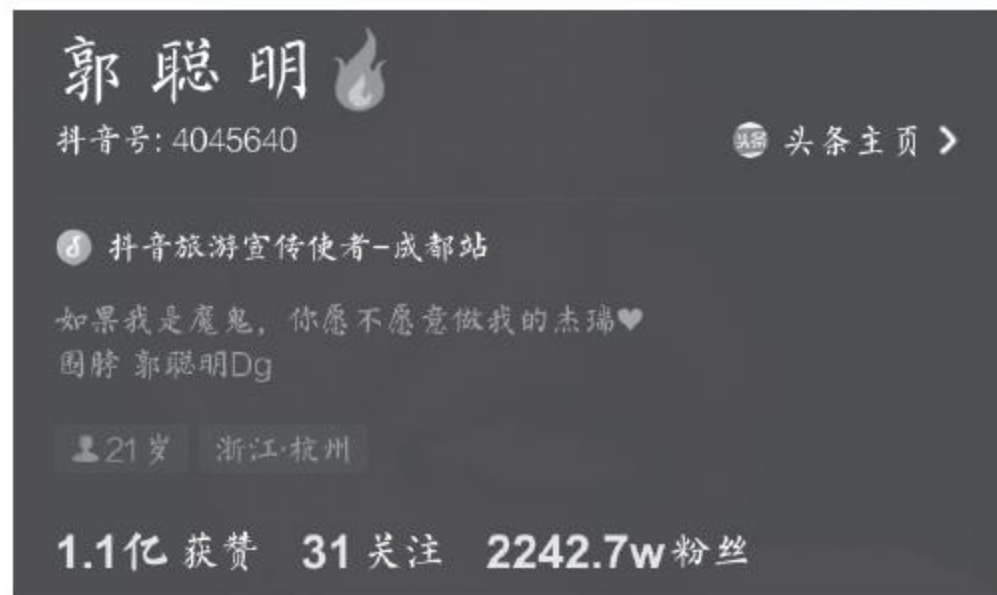 郭聪明
抖音号: 4045640
头条 头条主页
抖音旅游宣传使者-成都站
如果我是魔鬼，你愿不愿意做我的杰瑞
围脖 郭聪明Dg
21岁 浙江·杭州
1.1亿 获赞 31 关注 2242.7w 粉丝